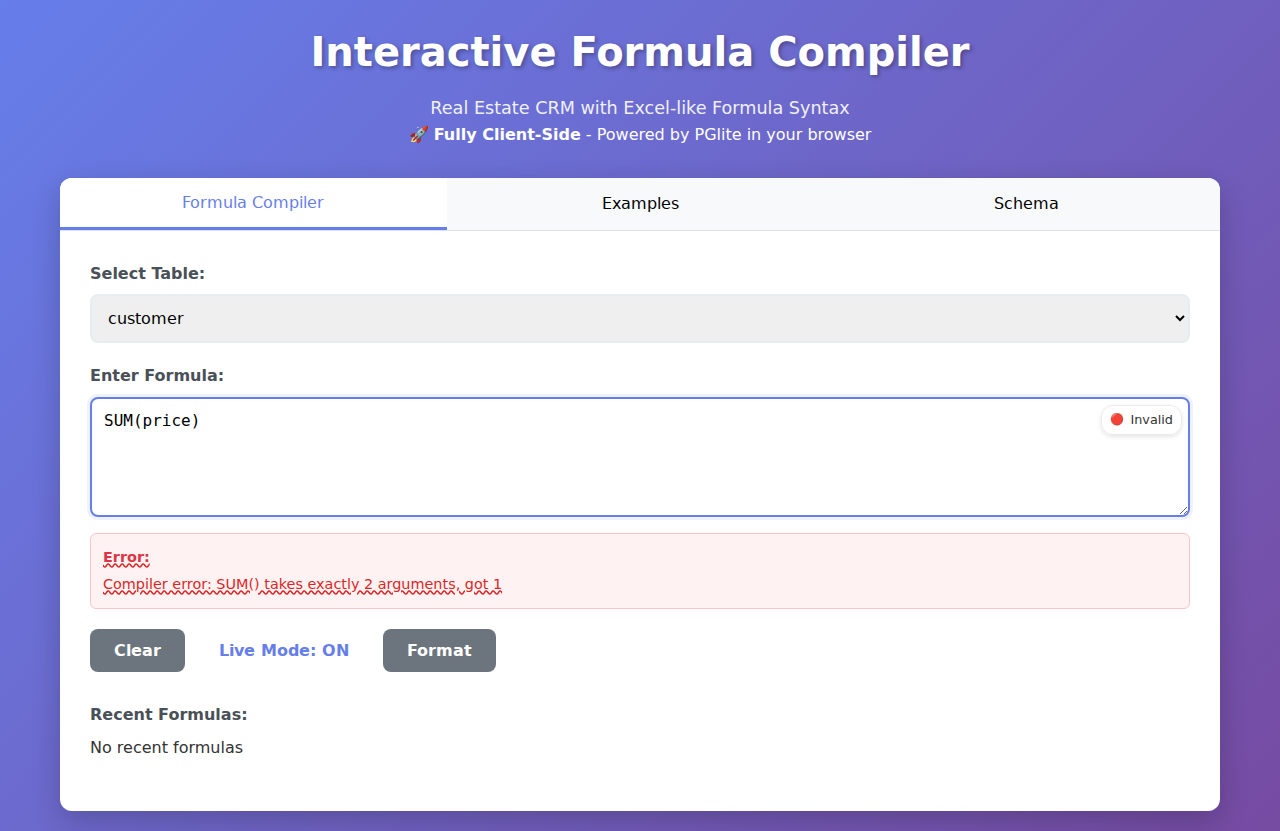 Interactive Formula Compiler
Real Estate CRM with Excel-like Formula Syntax
🚀 Fully Client-Side - Powered by PGlite in your browser
Formula Compiler
Examples
Schema
Select Table:
customer
Enter Formula:
SUM(price)
🔴 Invalid
Error:
Compiler error: SUM() takes exactly 2 arguments, got 1
Clear
Live Mode: ON
Format
Recent Formulas:
No recent formulas